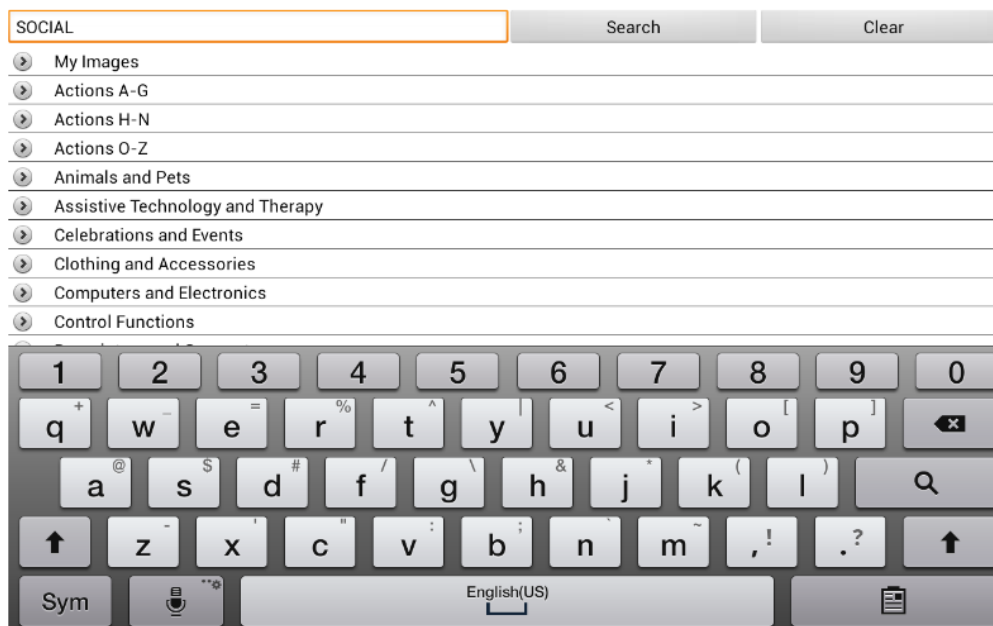 SOCIAL Search Clear
My Images
Actions A-G
Actions H-N
Actions O-Z
Animals and Pets
Assistive Technology and Therapy
Celebrations and Events
Clothing and Accessories
Computers and Electronics
Control Functions
1 2 3 4 5 6 7 8 9 0
+ _ = % ^ | < > [ ]
q w e r t y u i o p
@ $ # / \ & * ( )
a s d f g h j k l
- ' " : ; ` ~ ! ?
z x c v b n m , .
Sym English(US)